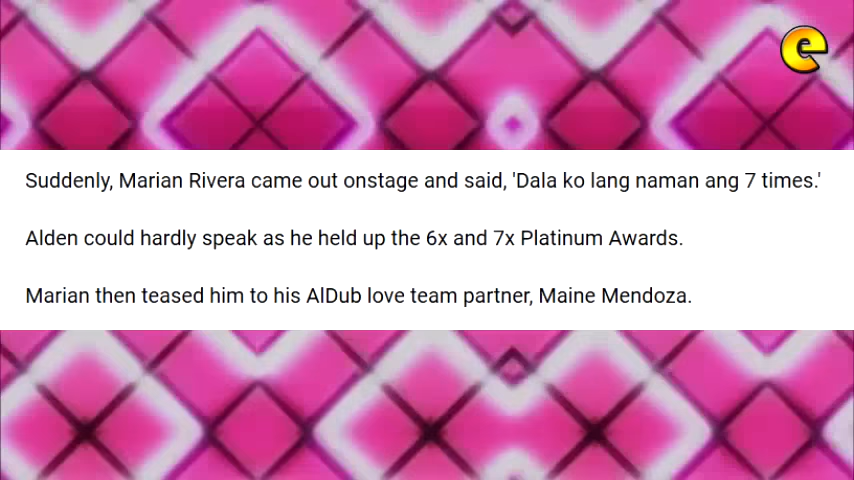 e
Suddenly, Marian Rivera came out onstage and said, 'Dala ko lang naman ang 7 times.'
Alden could hardly speak as he held up the 6x and 7x Platinum Awards.
Marian then teased him to his AlDub love team partner, Maine Mendoza.